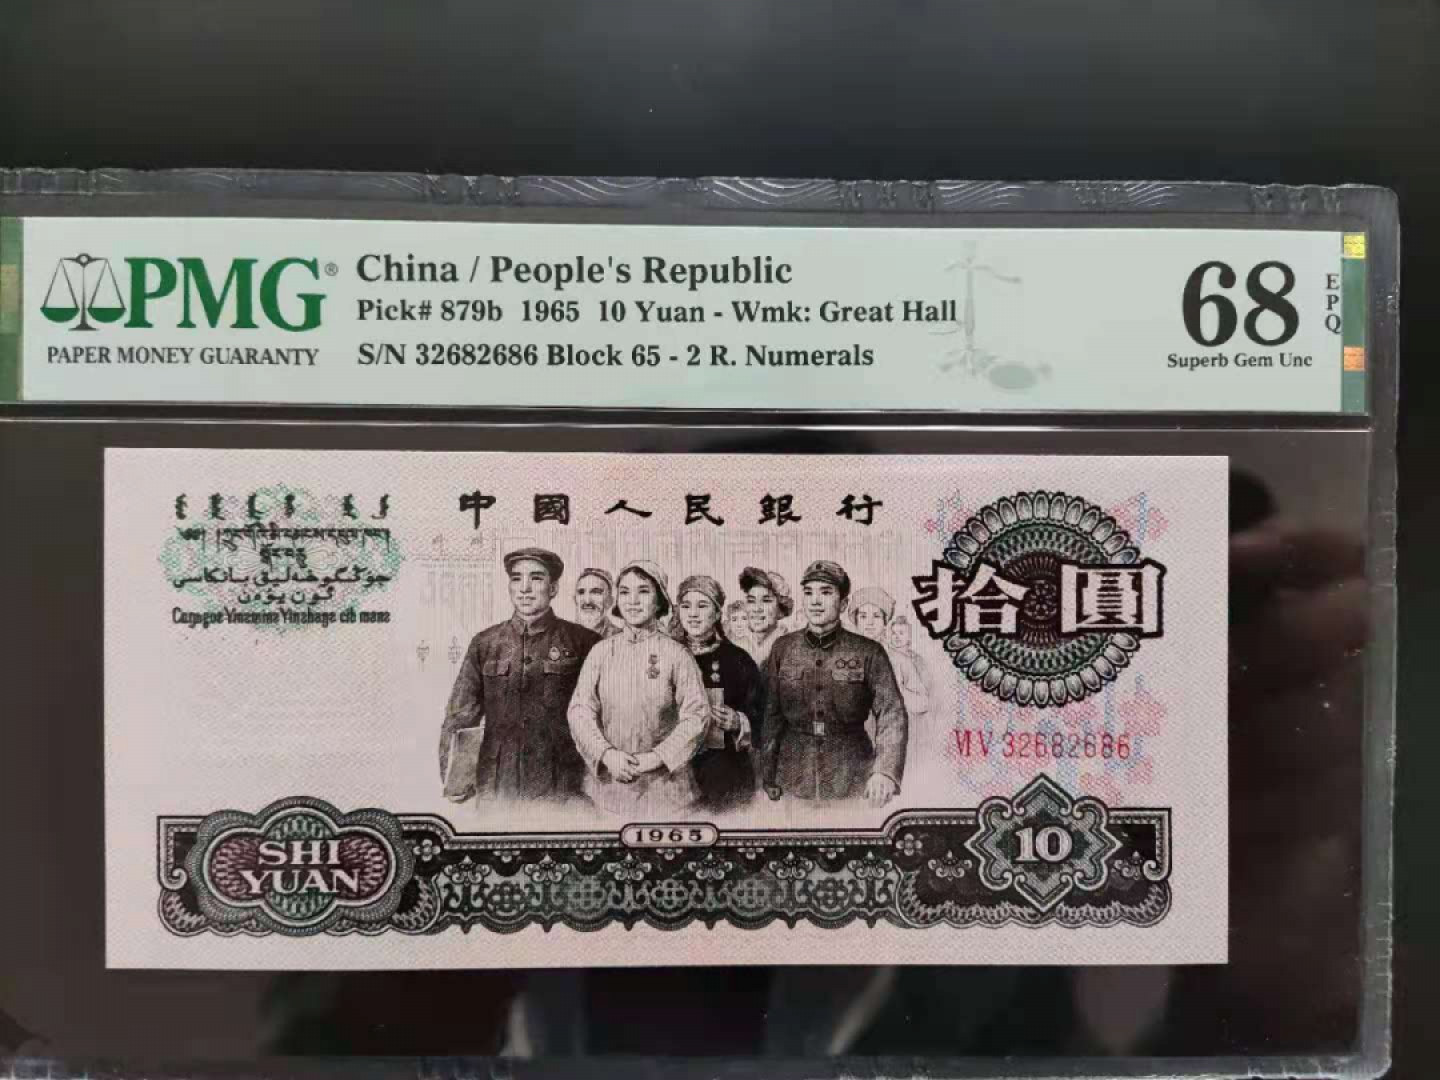 PMG®
PAPER MONEY GUARANTY
China / People's Republic
Pick# 879b 1965 10 Yuan - Wmk: Great Hall
S/N 32682686 Block 65 - 2 R. Numerals
68
EPQ
Superb Gem Unc
中國人民銀行
拾圓
ⅥⅤ 32682686
1965
SHI
YUAN
10